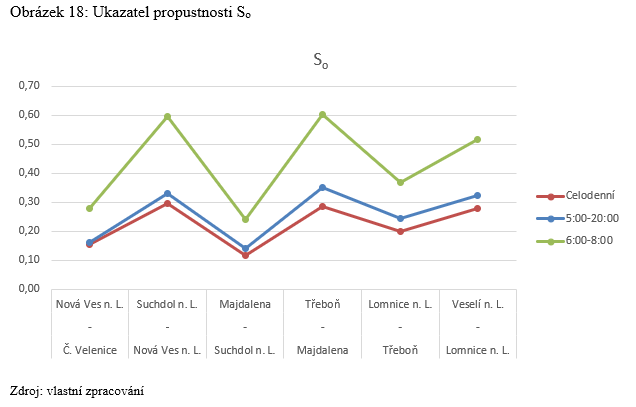 Obrázek 18: Ukazatel propustnosti Sₒ
Sₒ
0,70
0,60
0,50
0,40
0,30
0,20
0,10
0,00
Celodenní
5:00-20:00
6:00-8:00
Nová Ves n. L. Suchdol n. L. Majdalena Třeboň Lomnice n. L. Veselí n. L.
- - - - - -
Č. Velenice Nová Ves n. L. Suchdol n. L. Majdalena Třeboň Lomnice n. L.
Zdroj: vlastní zpracování